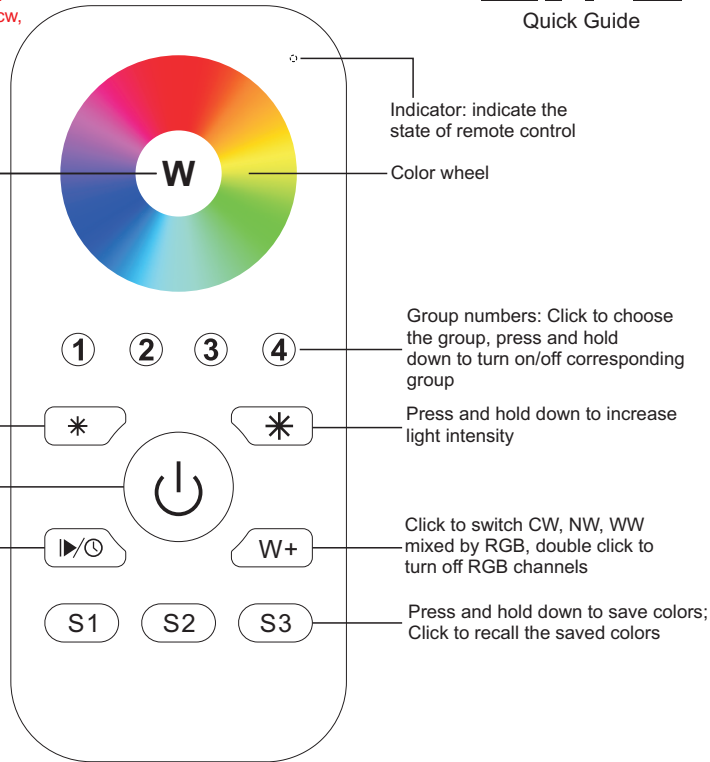 cw,
Quick Guide
Indicator: indicate the
state of remote control
W
Color wheel
Group numbers: Click to choose
the group, press and hold
down to turn on/off corresponding
group
1 2 3 4
Press and hold down to increase
light intensity
Click to switch CW, NW, WW
mixed by RGB, double click to
turn off RGB channels
W+
Press and hold down to save colors;
Click to recall the saved colors
S1 S2 S3